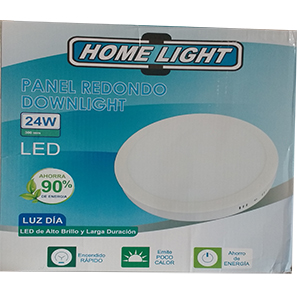 HOME LIGHT
PANEL REDONDO
DOWNLIGHT
24W
LED
AHORRA
90%
DE ENERGIA
LUZ DÍA
LED de Alto Brillo y Larga Duración
Encendido
RÁPIDO
Emite
POCO
CALOR
Ahorro
de ENERGÍA